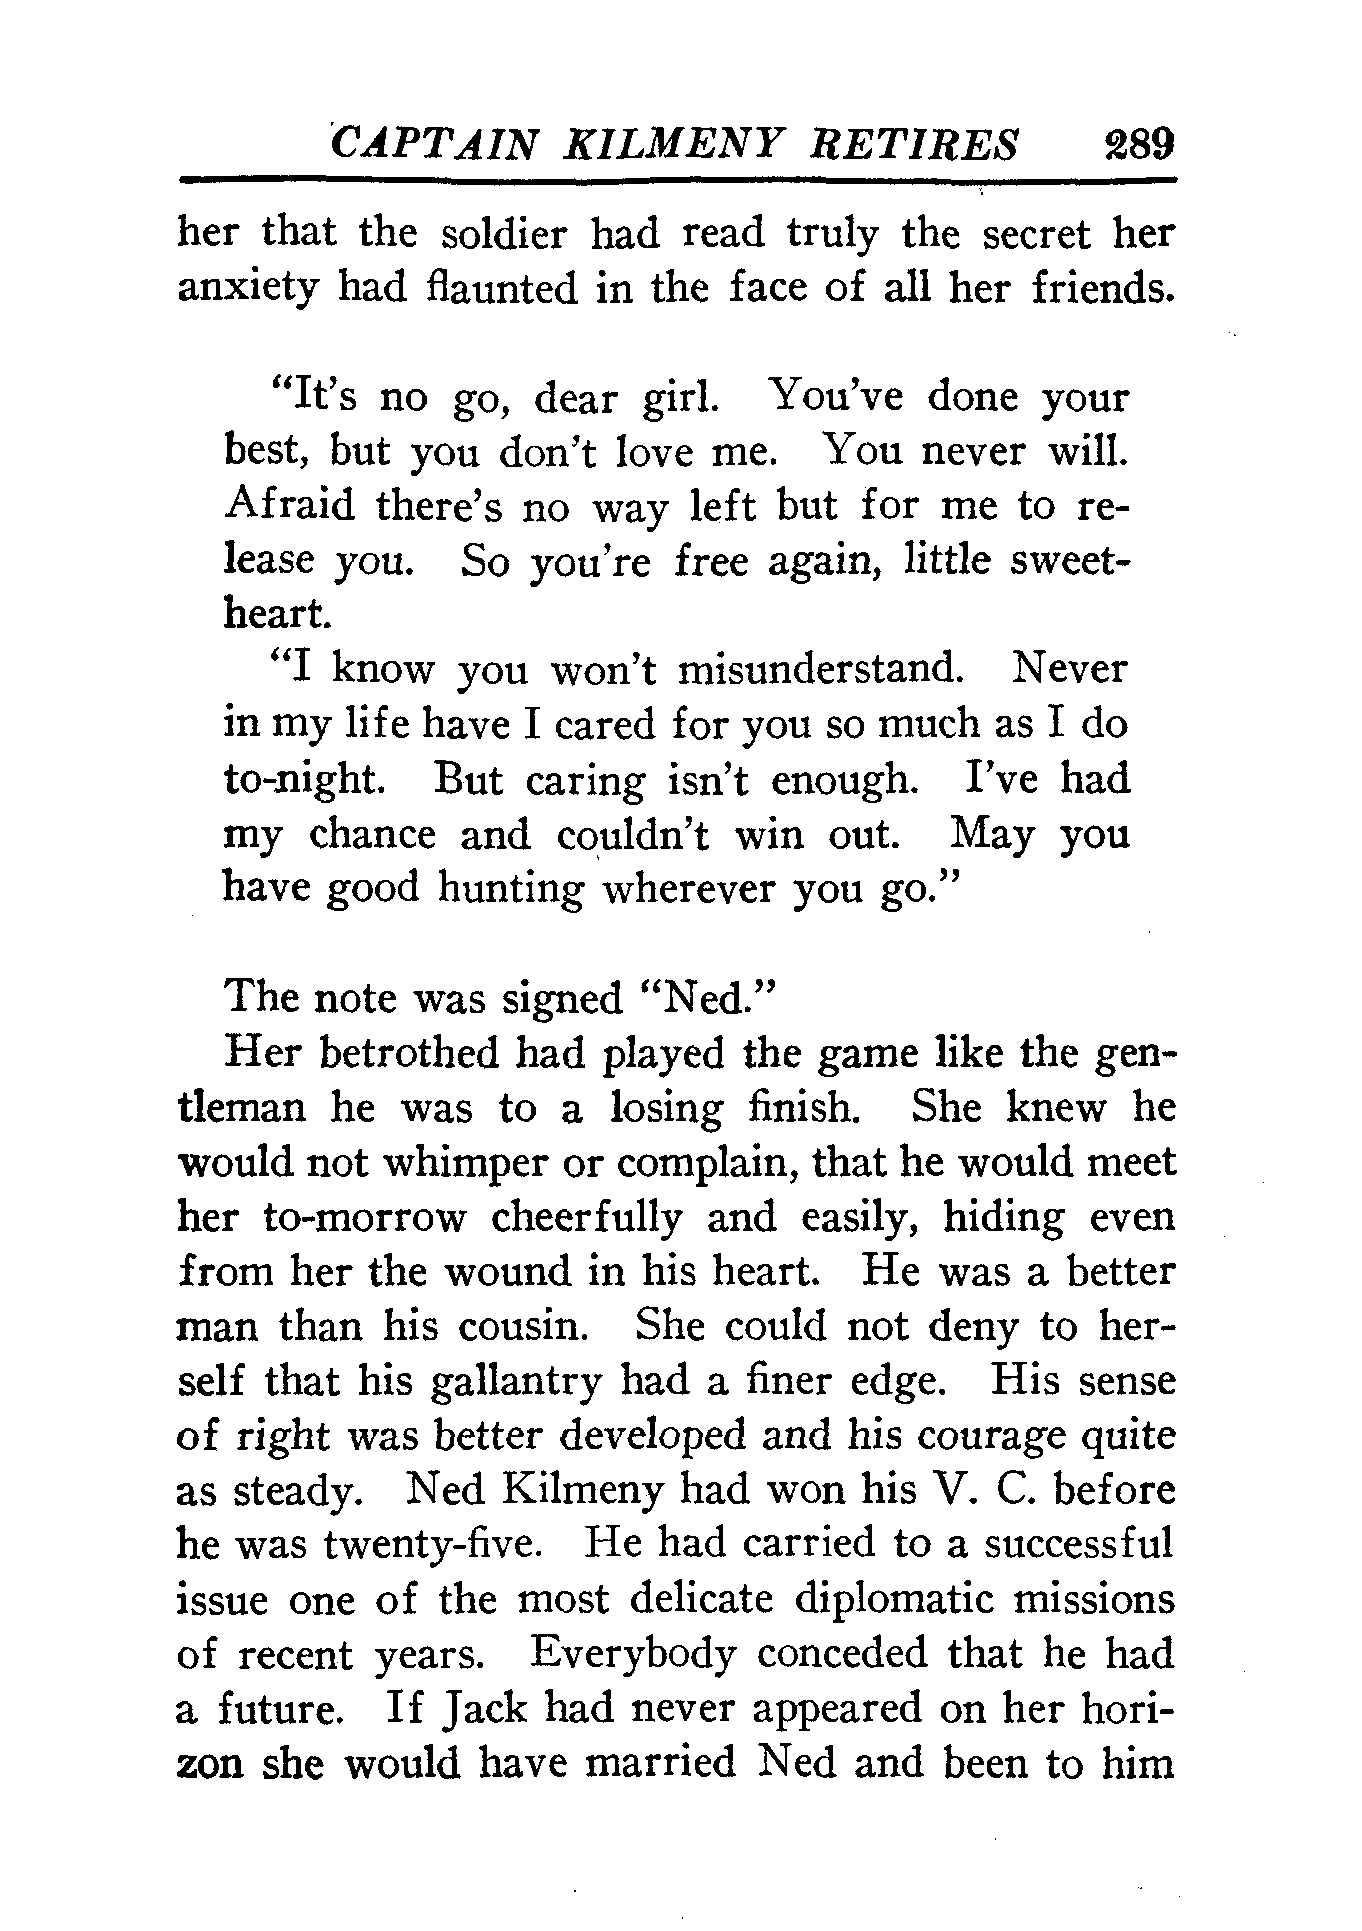 CAPTAIN KILMENY RETIRES 289
her that the soldier had read truly the secret her
anxiety had flaunted in the face of all her friends.
"It's no go, dear girl. You've done your
best, but you don't love me. You never will.
Afraid there's no way left but for me to re-
lease you. So you're free again, little sweet-
heart.
"I know you won't misunderstand. Never
in my life have I cared for you so much as I do
to-night. But caring isn't enough. I've had
my chance and couldn't win out. May you
have good hunting wherever you go."
The note was signed "Ned."
Her betrothed had played the game like the gen-
tleman he was to a losing finish. She knew he
would not whimper or complain, that he would meet
her to-morrow cheerfully and easily, hiding even
from her the wound in his heart. He was a better
man than his cousin. She could not deny to her-
self that his gallantry had a finer edge. His sense
of right was better developed and his courage quite
as steady. Ned Kilmeny had won his V. C. before
he was twenty-five. He had carried to a successful
issue one of the most delicate diplomatic missions
of recent years. Everybody conceded that he had
a future. If Jack had never appeared on her hori-
zon she would have married Ned and been to him